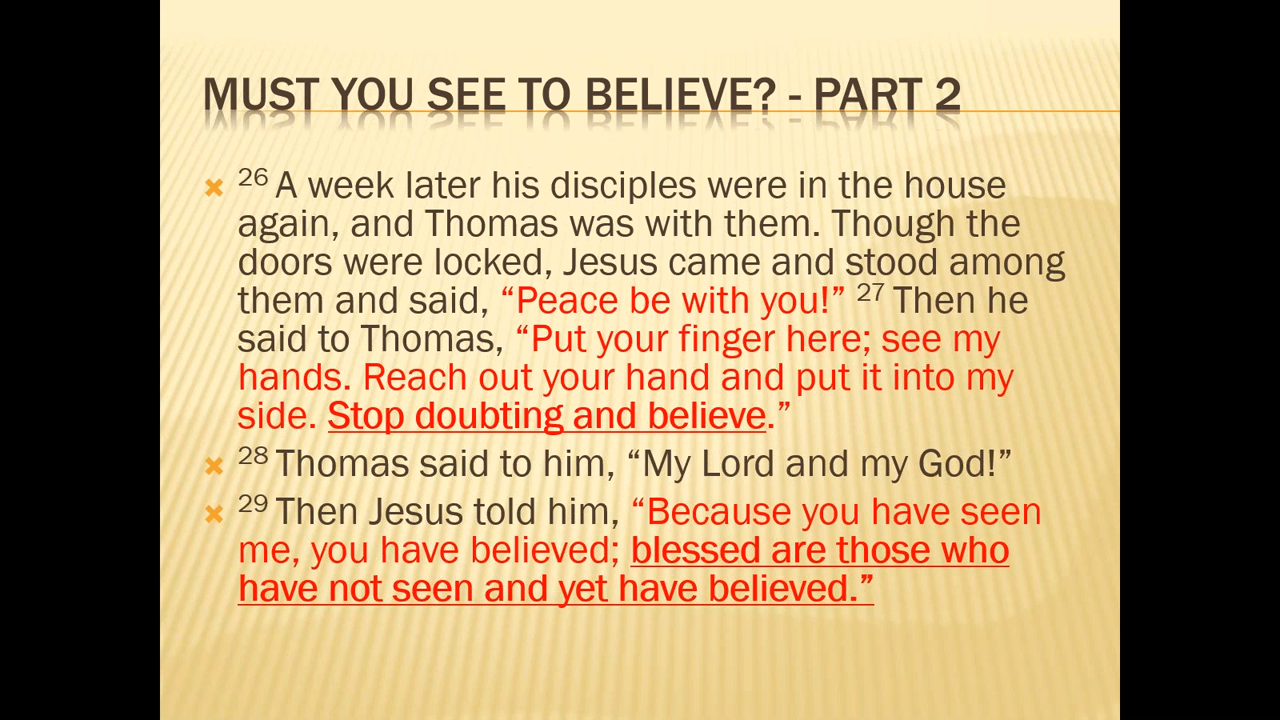 MUST YOU SEE TO BELIEVE? - PART 2
26 A week later his disciples were in the house
again, and Thomas was with them. Though the
doors were locked, Jesus came and stood among
them and said, “Peace be with you!” 27 Then he
said to Thomas, “Put your finger here; see my
hands. Reach out your hand and put it into my
side. Stop doubting and believe.”
28 Thomas said to him, “My Lord and my God!”
29 Then Jesus told him, “Because you have seen
me, you have believed; blessed are those who
have not seen and yet have believed.”